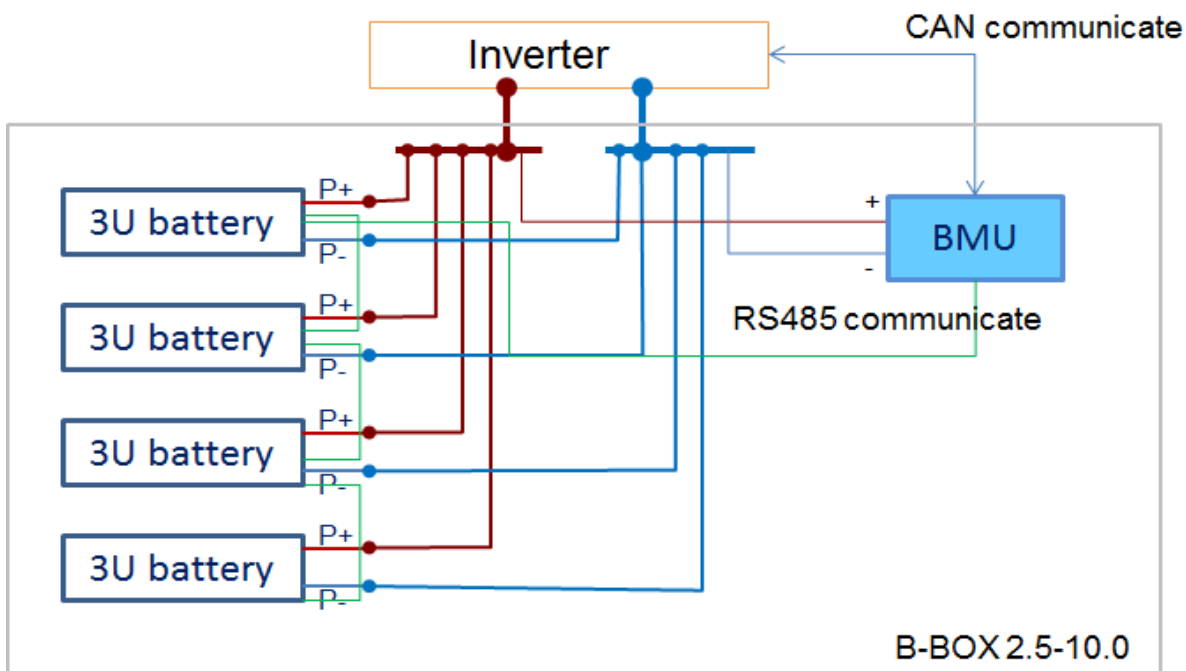 CAN communicate
Inverter
P+
3U battery
P-
+
BMU
-
P+
3U battery
P-
RS485 communicate
P+
3U battery
P-
P+
3U battery
P-
B-BOX 2.5-10.0